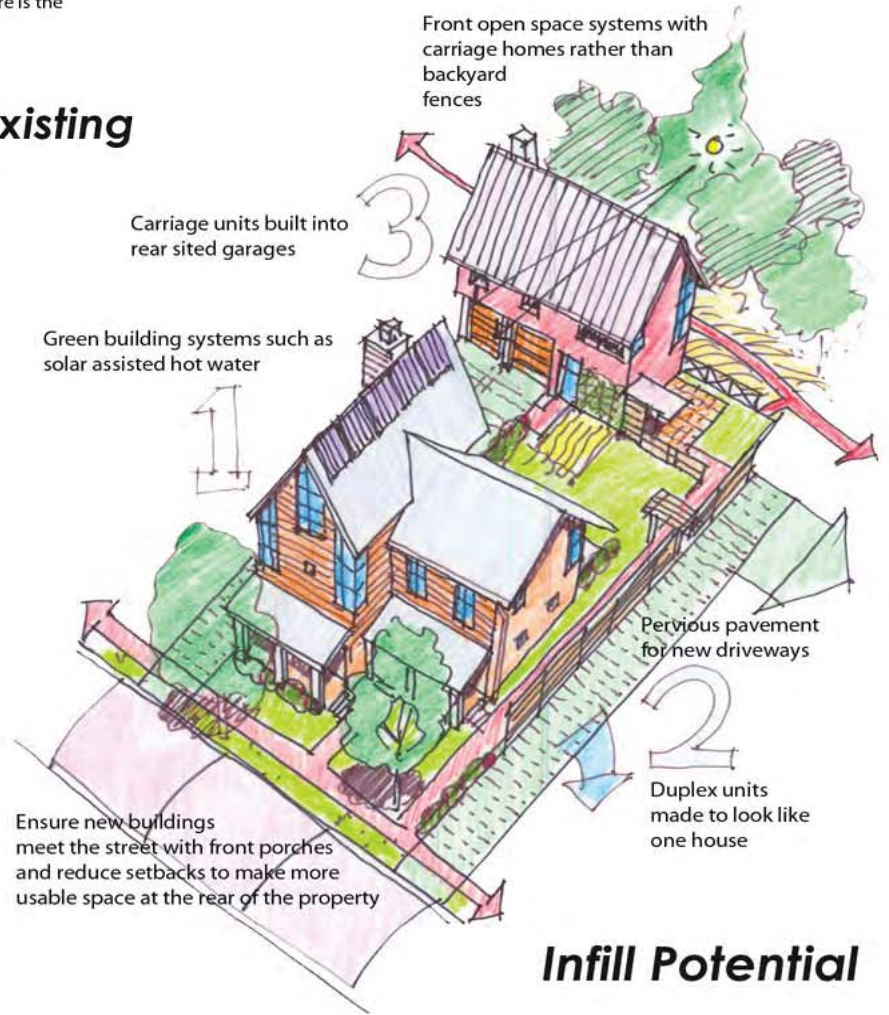 re is the
Front open space systems with
carriage homes rather than
backyard
fences
xisting
3
Carriage units built into
rear sited garages
Green building systems such as
solar assisted hot water
1
Pervious pavement
for new driveways
2
Duplex units
made to look like
one house
Ensure new buildings
meet the street with front porches
and reduce setbacks to make more
usable space at the rear of the property
Infill Potential